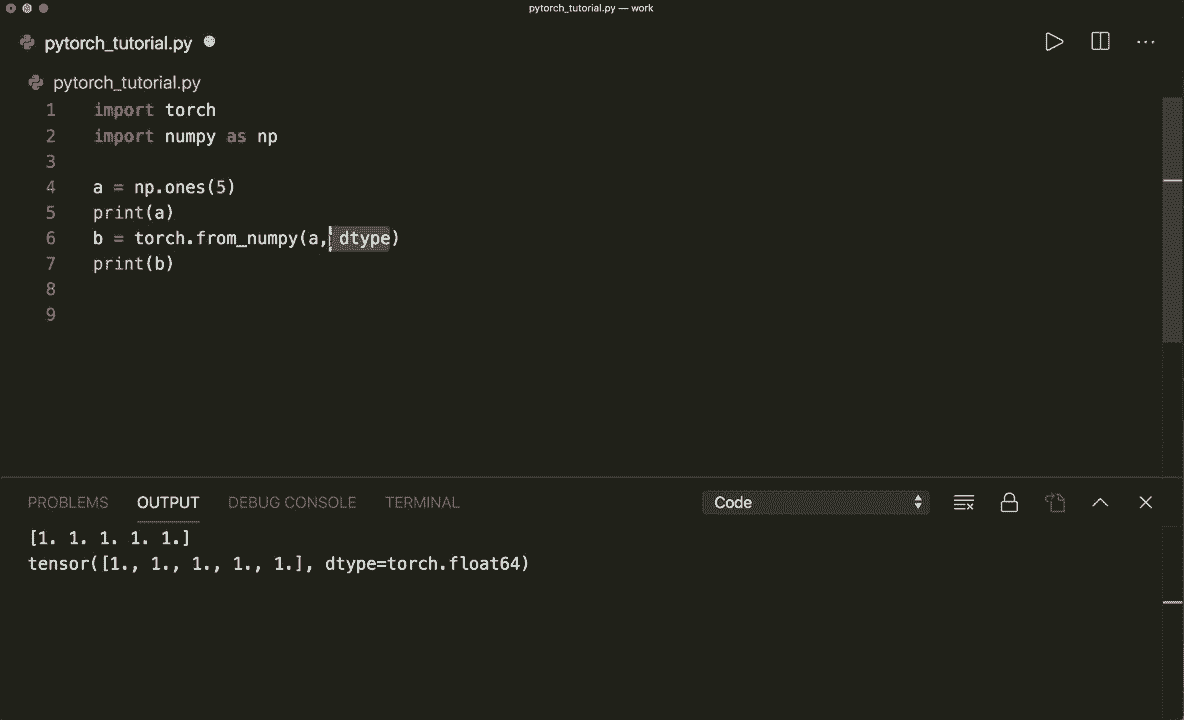 pytorch_tutorial.py — work
pytorch_tutorial.py
pytorch_tutorial.py
1 import torch
2 import numpy as np
3
4 a = np.ones(5)
5 print(a)
6 b = torch.from_numpy(a, dtype)
7 print(b)
8
9
PROBLEMS OUTPUT DEBUG CONSOLE TERMINAL Code
[1. 1. 1. 1. 1.]
tensor([1., 1., 1., 1., 1.], dtype=torch.float64)